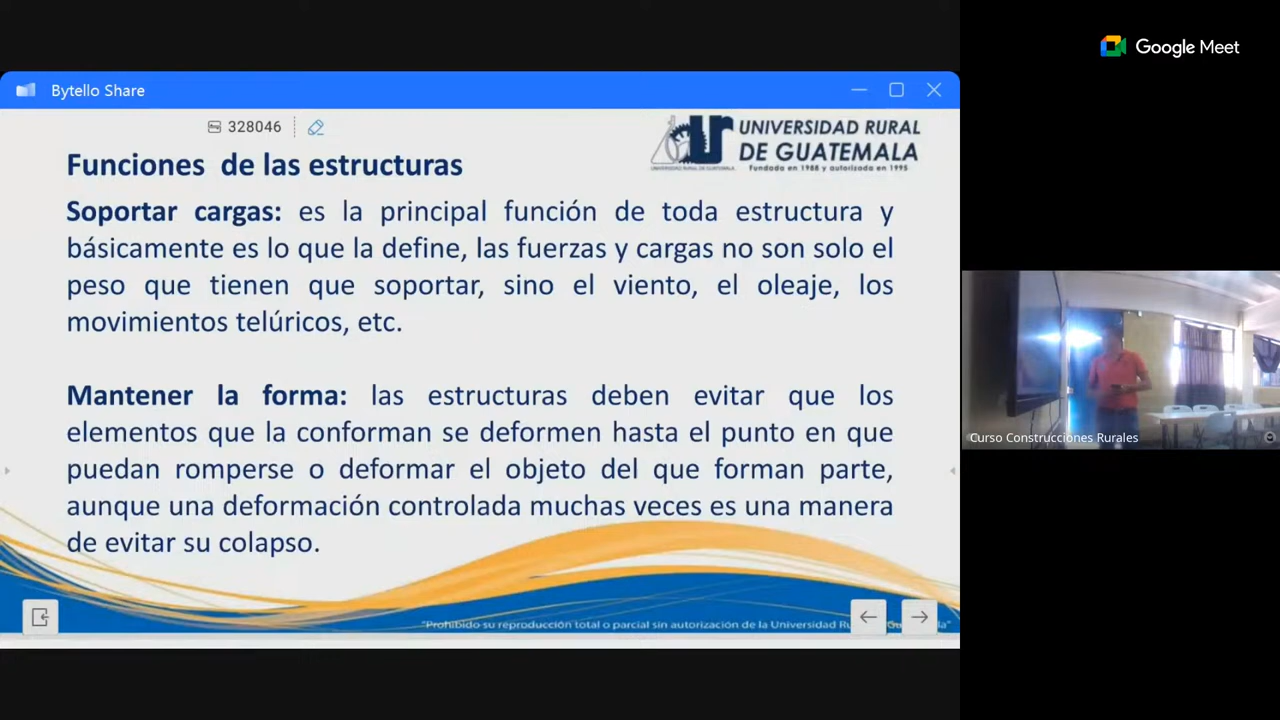 Google Meet
Bytello Share
328046
UNIVERSIDAD RURAL
DE GUATEMALA
Fundada en 1988 y autorizada en 1995
Funciones de las estructuras
Soportar cargas: es la principal función de toda estructura y
básicamente es lo que la define, las fuerzas y cargas no son solo el
peso que tienen que soportar, sino el viento, el oleaje, los
movimientos telúricos, etc.
Mantener la forma: las estructuras deben evitar que los
elementos que la conforman se deformen hasta el punto en que
puedan romperse o deformar el objeto del que forman parte,
aunque una deformación controlada muchas veces es una manera
de evitar su colapso.
Curso Construcciones Rurales
"Prohibido su reproducción total o parcial sin autorización de la Universidad